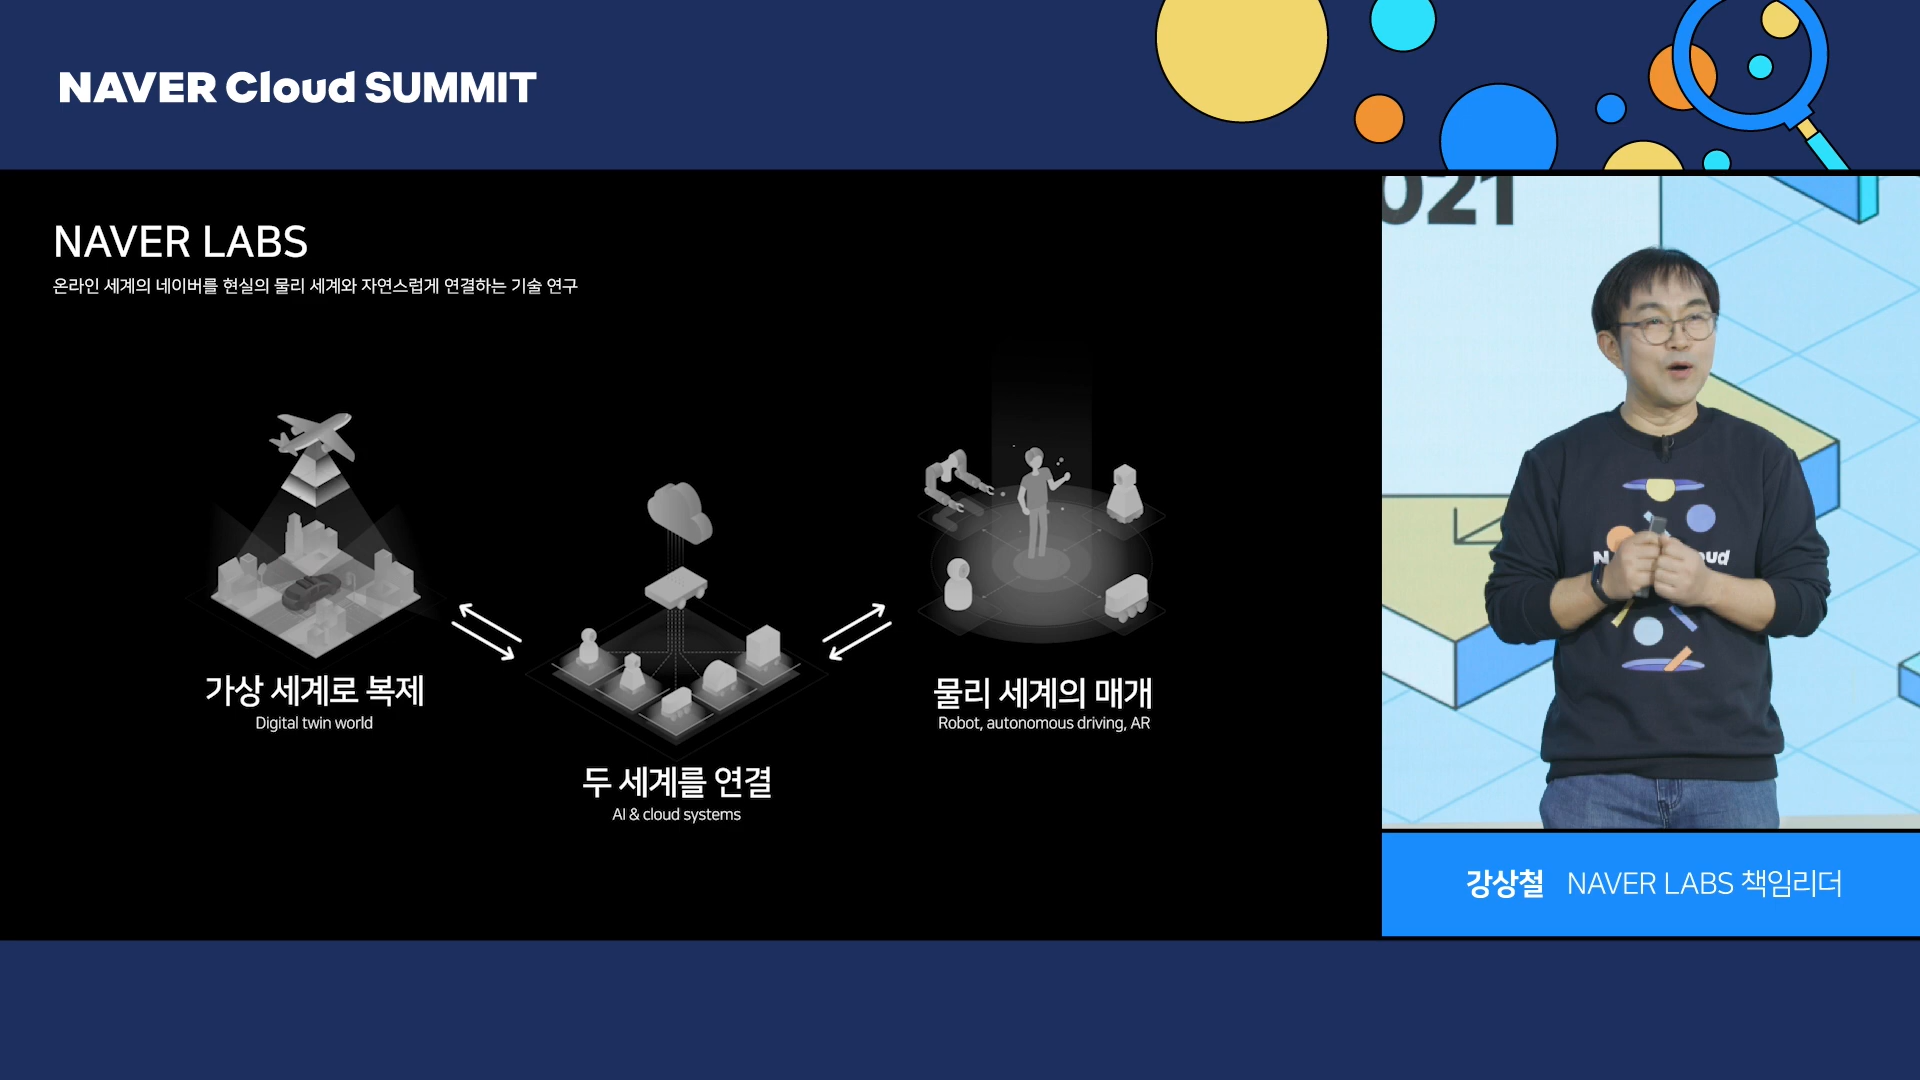 NAVER Cloud SUMMIT
NAVER LABS
온라인 세계의 네이버를 현실의 물리 세계와 자연스럽게 연결하는 기술 연구
가상 세계로 복제
Digital twin world
두 세계를 연결
AI & cloud systems
물리 세계의 매개
Robot, autonomous driving, AR
021
강상철 NAVER LABS 책임리더